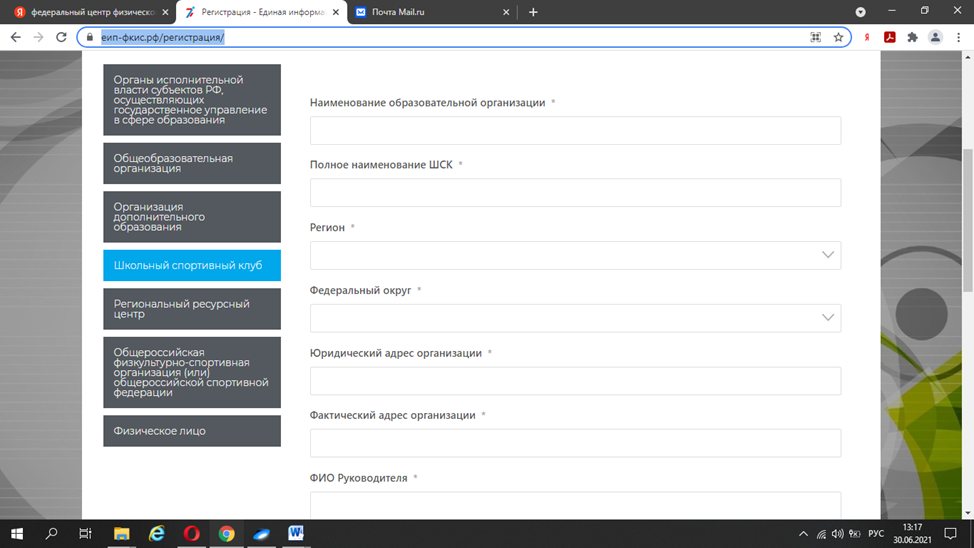 федеральный центр физическо
Регистрация - Единая информа
Почта Mail.ru
еип-фкис.рф/регистрация/
Органы исполнительной
власти субъектов РФ,
осуществляющих
государственное управление
в сфере образования
Общеобразовательная
организация
Организация
дополнительного
образования
Школьный спортивный клуб
Региональный ресурсный
центр
Общероссийская
физкультурно-спортивная
организация (или)
общероссийской спортивной
федерации
Физическое лицо
Наименование образовательной организации *
Полное наименование ШСК *
Регион *
Федеральный округ *
Юридический адрес организации *
Фактический адрес организации *
ФИО Руководителя *
РУС
13:17
30.06.2021